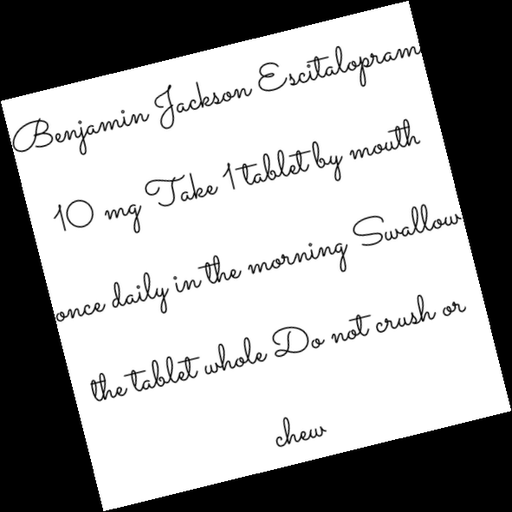 Benjamin Jackson Escitalopram
10 mg Take 1 tablet by mouth
once daily in the morning Swallow
the tablet whole Do not crush or
chew